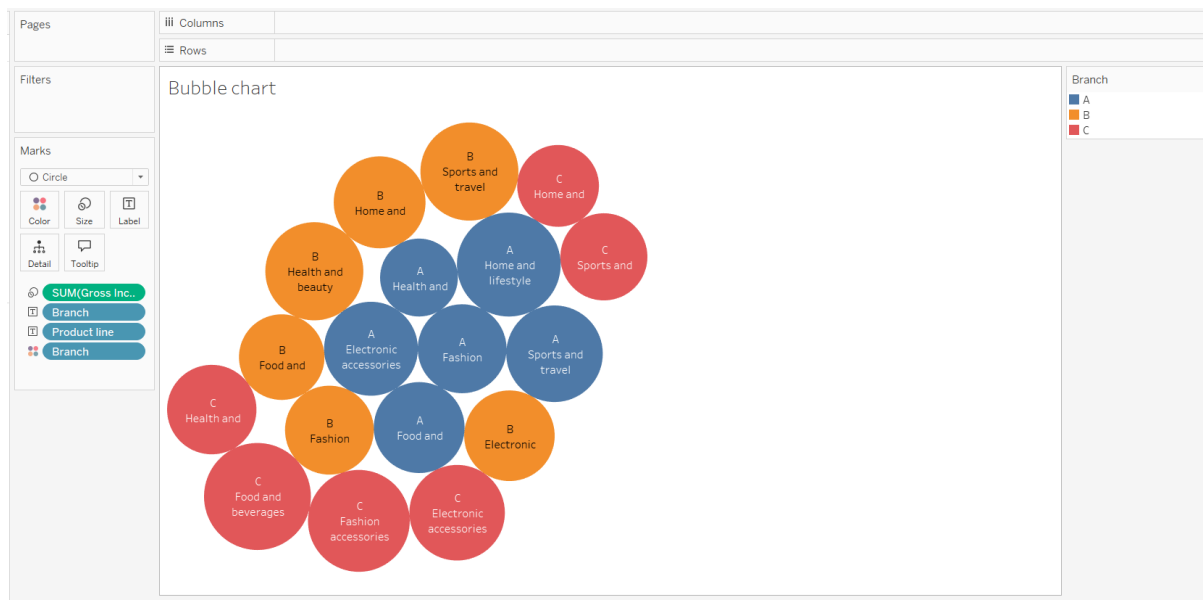 Pages
Columns
Rows
Filters
Marks
Circle
Color
Size
Label
Detail
Tooltip
SUM(Gross Inc..
Branch
Product line
Branch
Bubble chart
B
Sports and
travel
C
Home and
B
Home and
A
Home and
lifestyle
C
Sports and
B
Health and
beauty
A
Health and
A
Electronic
accessories
A
Fashion
A
Sports and
travel
B
Food and
C
Health and
B
Fashion
A
Food and
B
Electronic
C
Food and
beverages
C
Fashion
accessories
C
Electronic
accessories
Branch
A
B
C